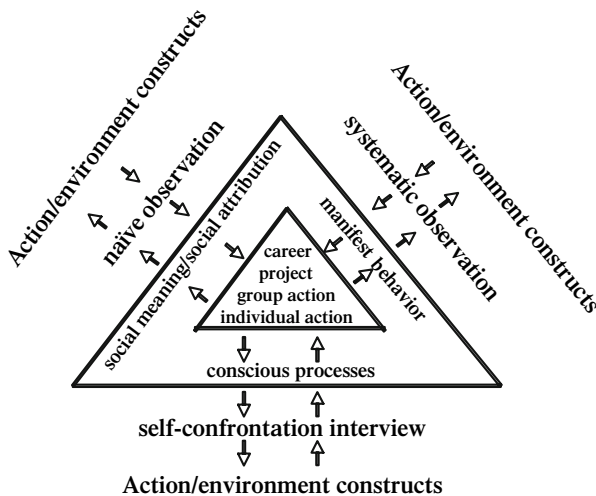 Action/environment constructs
naïve observation
social meaning/social attribution
Action/environment constructs
systematic observation
manifest behavior
career
project
group action
individual action
conscious processes
self-confrontation interview
Action/environment constructs